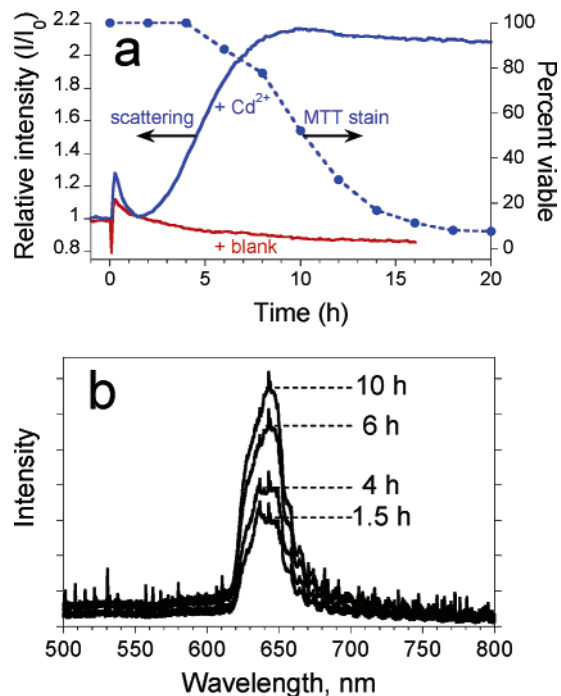 a
Relative intensity (I/I₀)
2.2
2.0
1.8
1.6
1.4
1.2
1
0.8
scattering
+ Cd²⁺
MTT stain
+ blank
100
80
60
40
20
0
Percent viable
0
5
10
15
20
Time (h)
b
Intensity
10 h
6 h
4 h
1.5 h
500
550
600
650
700
750
800
Wavelength, nm